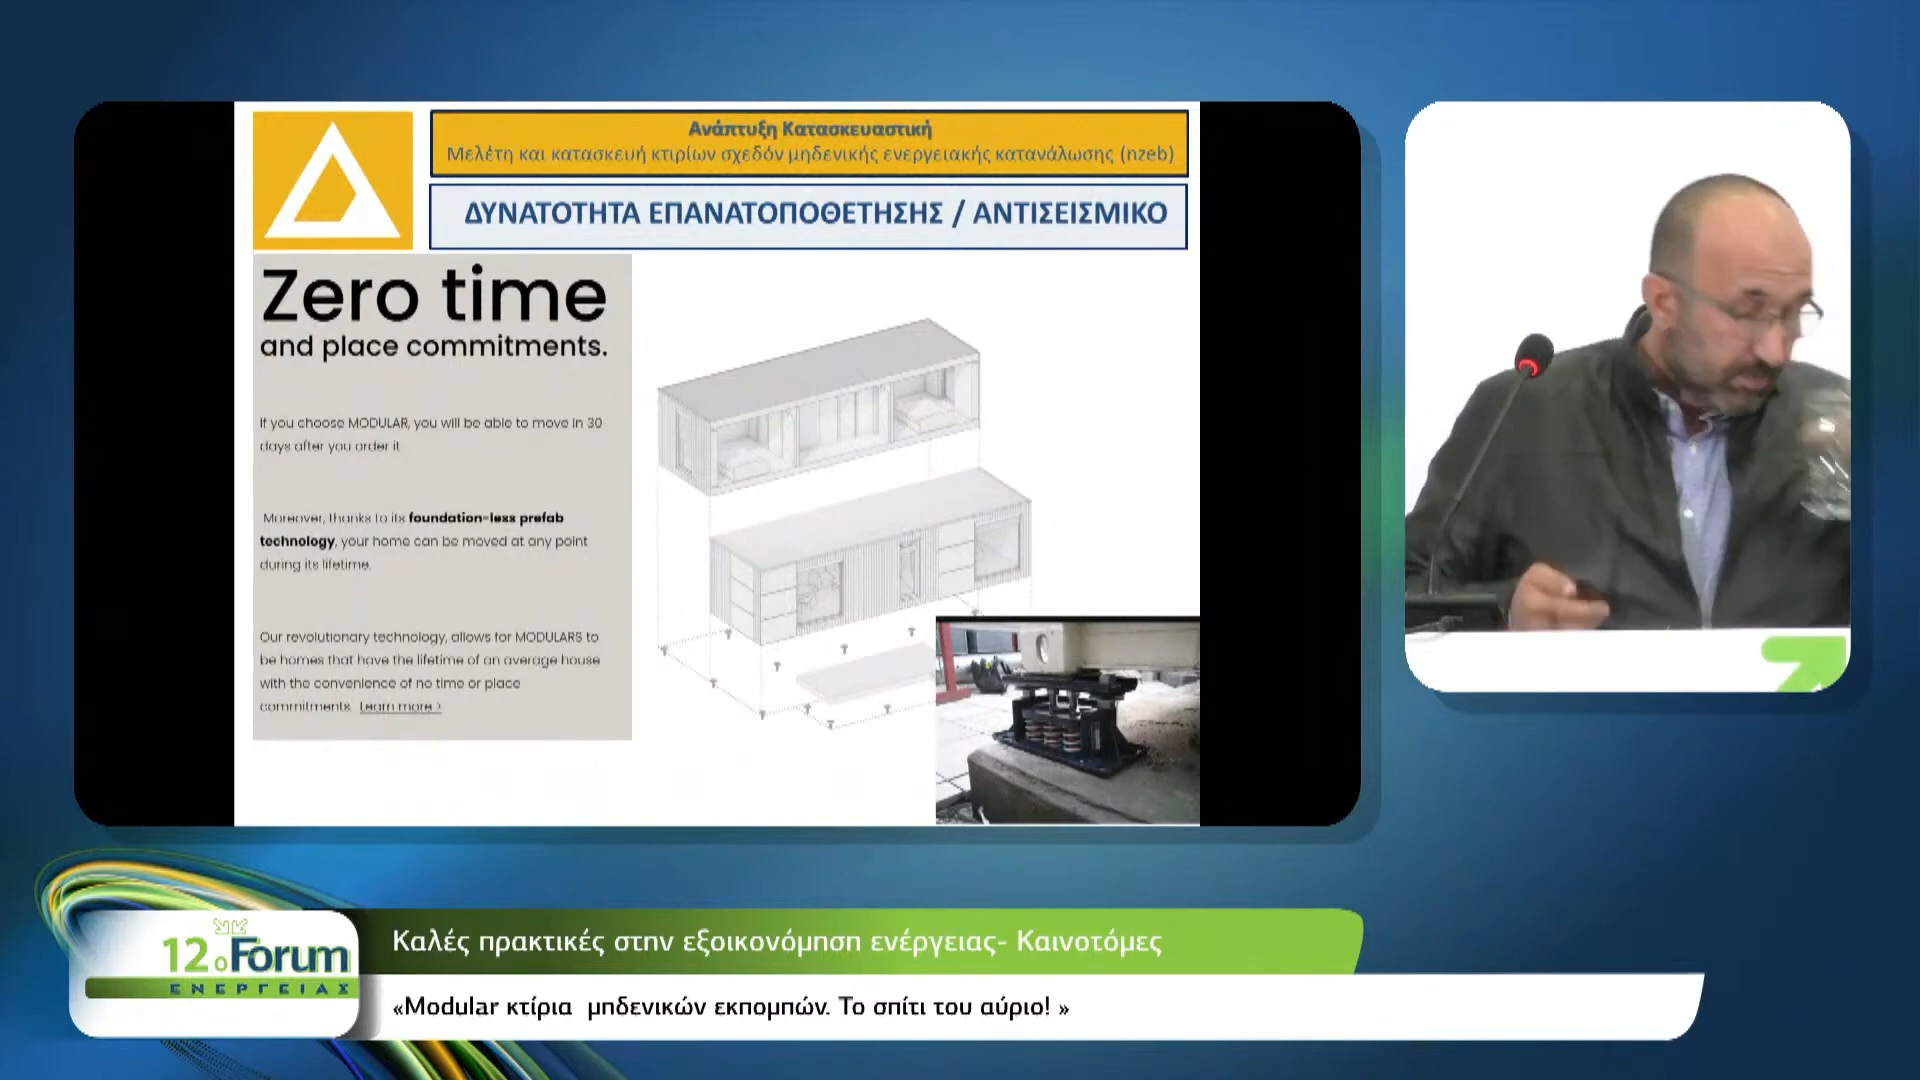 Ανάπτυξη Κατασκευαστική
Μελέτη και κατασκευή κτιρίων σχεδόν μηδενικής ενεργειακής κατανάλωσης (nzeb)
ΔΥΝΑΤΟΤΗΤΑ ΕΠΑΝΑΤΟΠΟΘΕΤΗΣΗΣ / ΑΝΤΙΣΕΙΣΜΙΚΟ
Zero time
and place commitments.
If you choose MODULAR, you will be able to move in 30
days after you order it
Moreover, thanks to its foundation-less prefab
technology, your home can be moved at any point
during its lifetime.
Our revolutionary technology, allows for MODULARS to
be homes that have the lifetime of an average house
with the convenience of no time or place
commitments. Learn more >
12ο Forum
ΕΝΕΡΓΕΙΑΣ
Καλές πρακτικές στην εξοικονόμηση ενέργειας- Καινοτόμες
«Modular κτίρια μηδενικών εκπομπών. Το σπίτι του αύριο! »